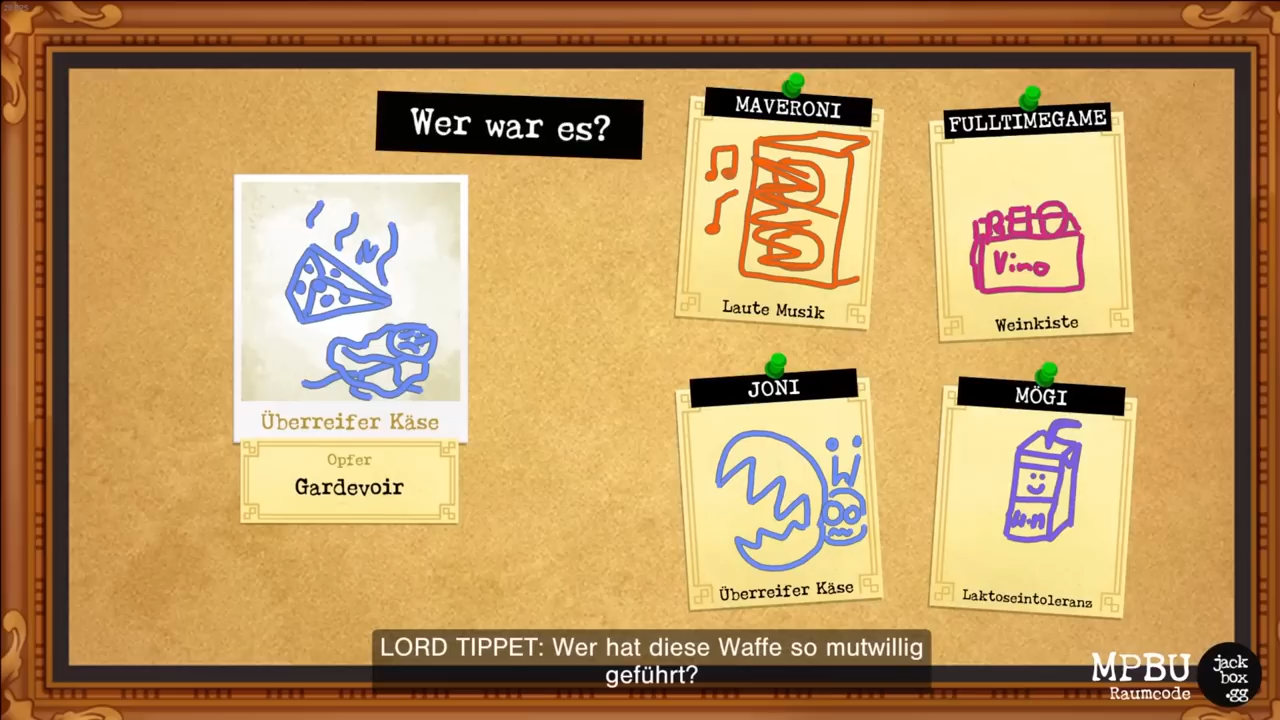 Wer war es?
Überreifer Käse
Opfer
Gardevoir
MAVERONI
Laute Musik
FULLTIMEGAME
Vino
Weinkiste
JONI
Überreifer Käse
MÖGI
Laktoseintoleranz
LORD TIPPET: Wer hat diese Waffe so mutwillig
geführt?
MPBU
Raumcode
jack
box
.gg